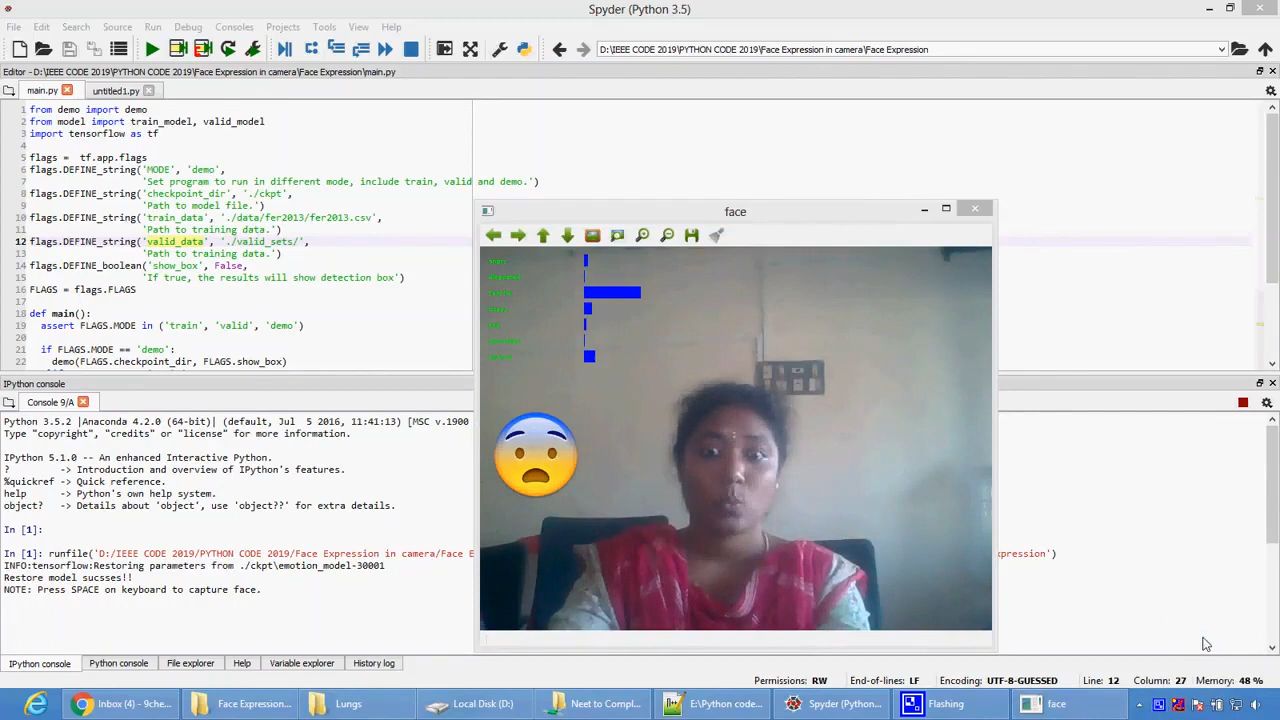 Spyder (Python 3.5)
File Edit Search Source Run Debug Consoles Projects Tools View Help
D:\IEEE CODE 2019\PYTHON CODE 2019\Face Expression in camera\Face Expression
Editor - D:\IEEE CODE 2019\PYTHON CODE 2019\Face Expression in camera\Face Expression\main.py
main.py untitled1.py
1 from demo import demo
2 from model import train_model, valid_model
3 import tensorflow as tf
4
5 flags = tf.app.flags
6 flags.DEFINE_string('MODE', 'demo',
7 'Set program to run in different mode, include train, valid and demo.')
8 flags.DEFINE_string('checkpoint_dir', './ckpt',
9 'Path to model file.')
10 flags.DEFINE_string('train_data', './data/fer2013/fer2013.csv',
11 'Path to training data.')
12 flags.DEFINE_string('valid_data', './valid_sets/',
13 'Path to training data.')
14 flags.DEFINE_boolean('show_box', False,
15 'If true, the results will show detection box')
16 FLAGS = flags.FLAGS
17
18 def main():
19 assert FLAGS.MODE in ('train', 'valid', 'demo')
20
21 if FLAGS.MODE == 'demo':
22 demo(FLAGS.checkpoint_dir, FLAGS.show_box)
face
IPython console
Console 9/A
Python 3.5.2 |Anaconda 4.2.0 (64-bit)| (default, Jul 5 2016, 11:41:13) [MSC v.1900
Type "copyright", "credits" or "license" for more information.
IPython 5.1.0 -- An enhanced Interactive Python.
? -> Introduction and overview of IPython's features.
%quickref -> Quick reference.
help -> Python's own help system.
object? -> Details about 'object', use 'object??' for extra details.
In [1]:
In [1]: runfile('D:/IEEE CODE 2019/PYTHON CODE 2019/Face Expression in camera/Face E xpression')
INFO:tensorflow:Restoring parameters from ./ckpt\emotion_model-30001
Restore model sucsses!!
NOTE: Press SPACE on keyboard to capture face.
IPython console Python console File explorer Help Variable explorer History log
Permissions: RW End-of-lines: LF Encoding: UTF-8-GUESSED Line: 12 Column: 27 Memory: 48 %
Inbox (4) - 9che... Face Expression... Lungs Local Disk (D:) Neet to Compl... E:\Python code... Spyder (Python... Flashing face